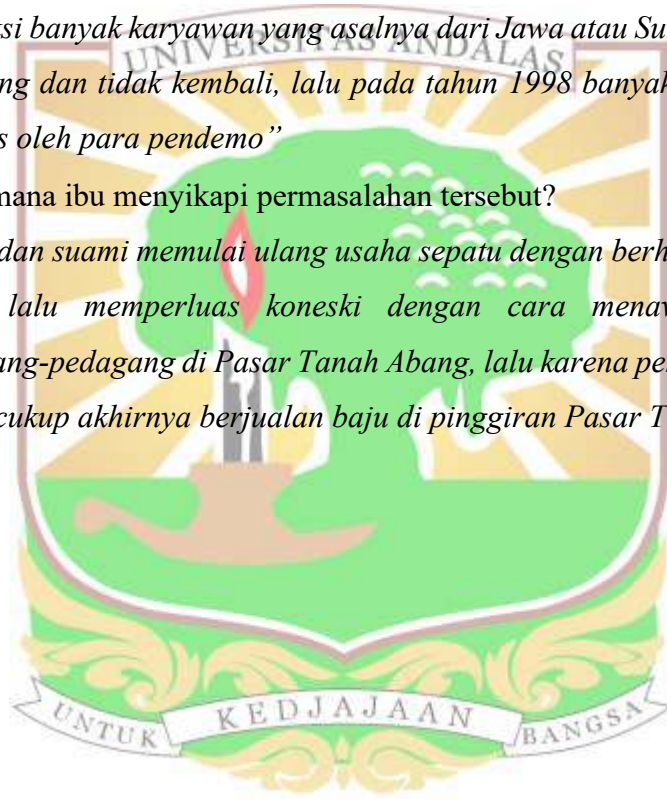 si banyak karyawan yang asalnya dari Jawa atau Su
UNIVERSITAS ANDALAS
ng dan tidak kembali, lalu pada tahun 1998 banyak
s oleh para pendemo”
mana ibu menyikapi permasalahan tersebut?
dan suami memulai ulang usaha sepatu dengan berh
lalu memperluas koneski dengan cara menav
ang-pedagang di Pasar Tanah Abang, lalu karena pe
cukup akhirnya berjualan baju di pinggiran Pasar T
UNTUK KEDJAJAAN BANGSA